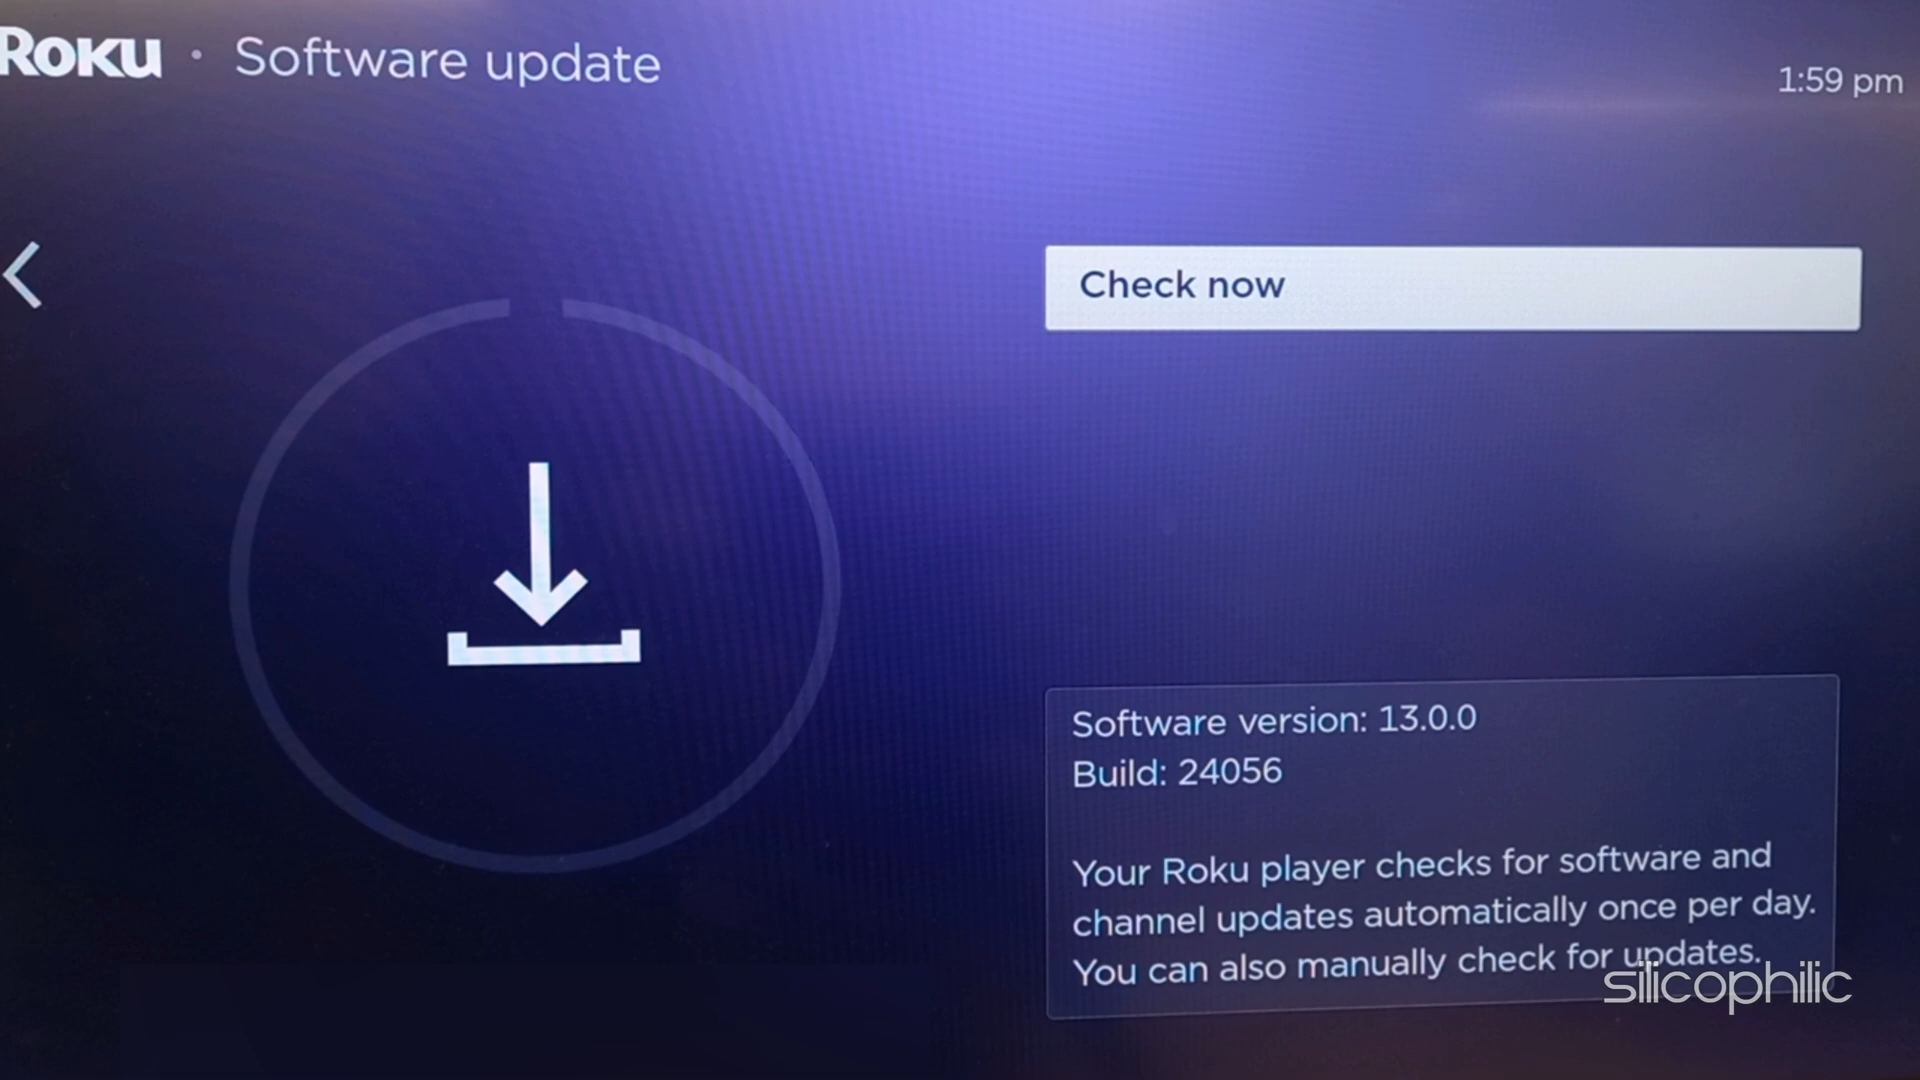 Roku · Software update
1:59 pm
Check now
Software version: 13.0.0
Build: 24056
Your Roku player checks for software and
channel updates automatically once per day.
You can also manually check for updates.
silicophilic